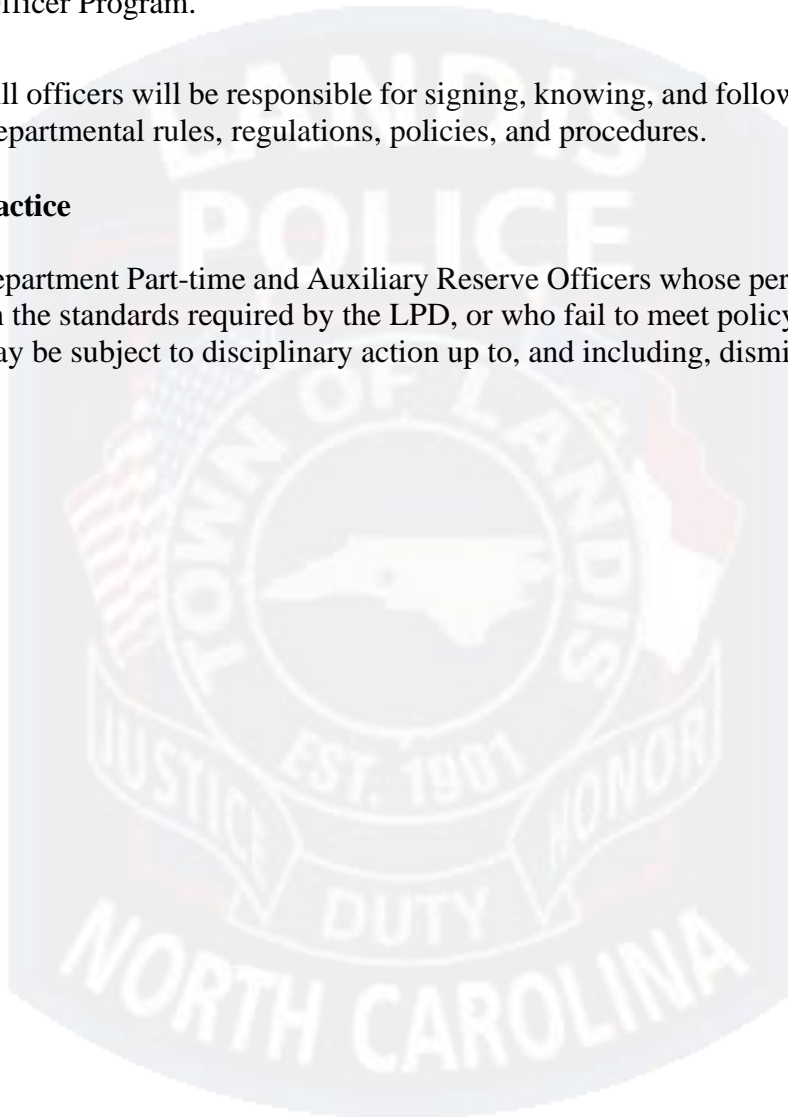 fficer Program.
ll officers will be responsible for signing, knowing, and follow
epartmental rules, regulations, policies, and procedures.
actice
epartment Part-time and Auxiliary Reserve Officers whose per
n the standards required by the LPD, or who fail to meet policy
ay be subject to disciplinary action up to, and including, dismi
LANDIS
POLICE
TOWN OF LANDIS
EST. 1901
JUSTICE
DUTY
HONOR
NORTH CAROLINA